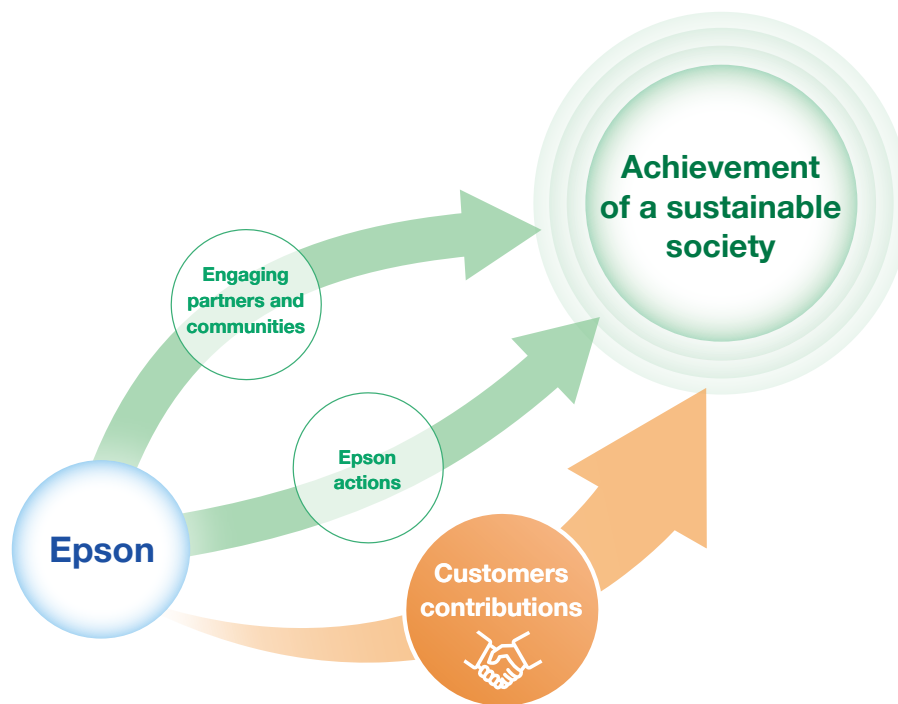 Achievement
of a sustainable
society
Engaging
partners and
communities
Epson
actions
Epson
Customers
contributions